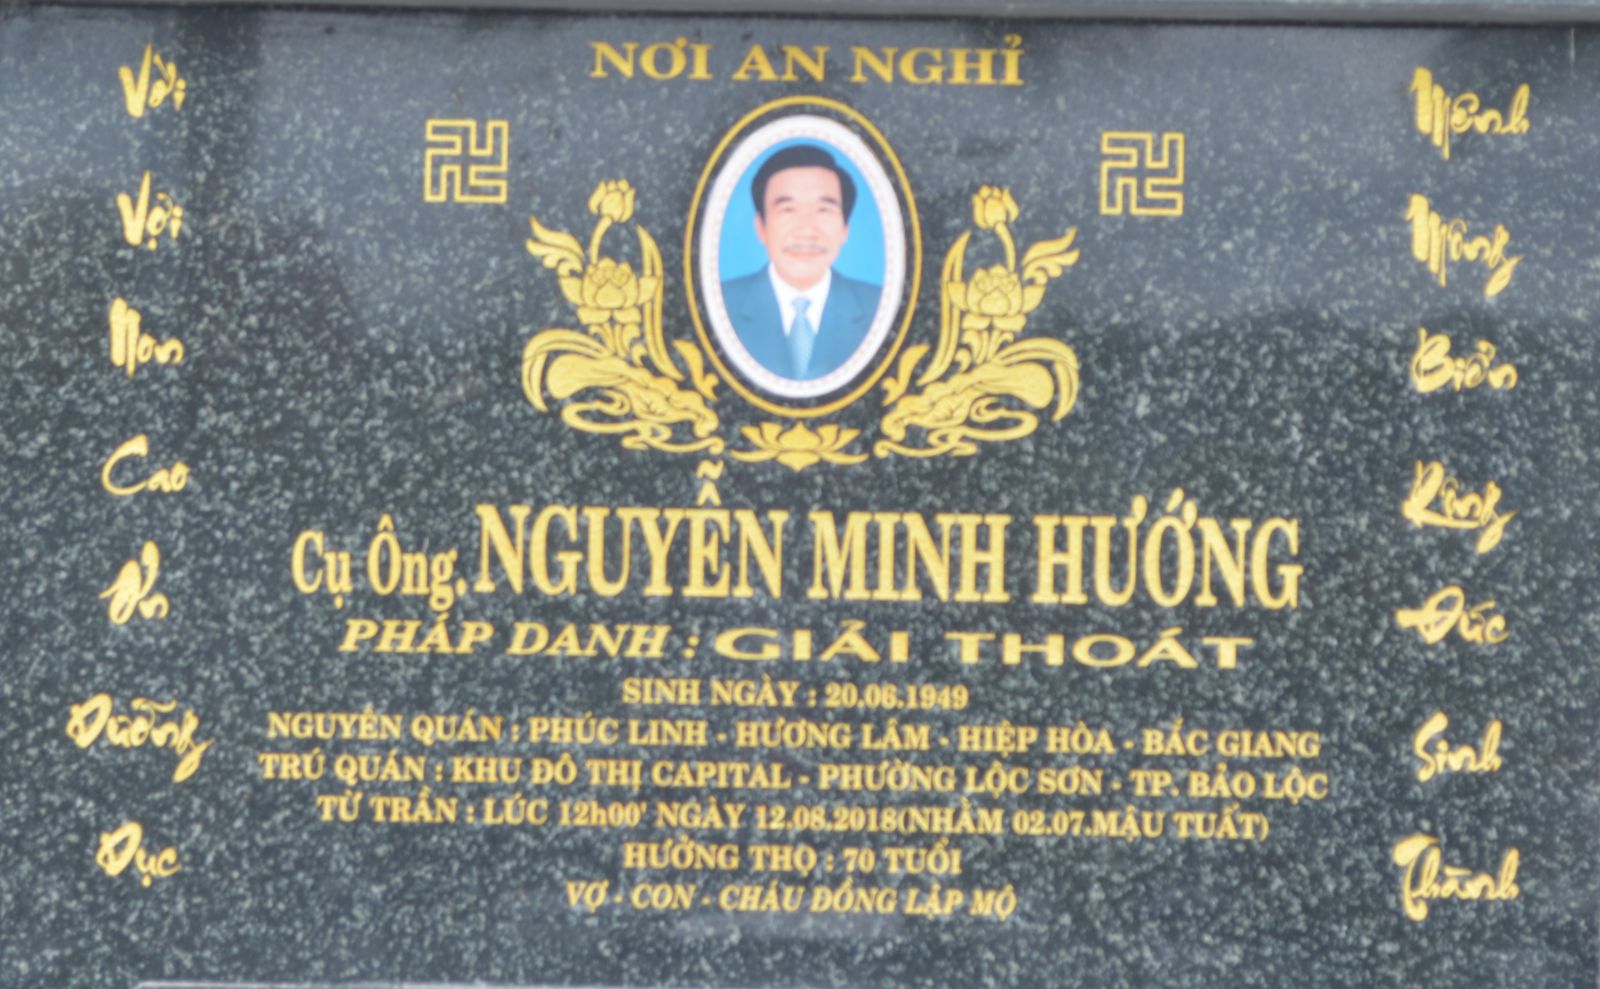 NƠI AN NGHỈ
Vời
Vợi
Non
Cao
Ơn
Dưỡng
Dục
Cụ Ông. NGUYỄN MINH HƯỚNG
PHÁP DANH : GIẢI THOÁT
SINH NGÀY : 20.06.1949
NGUYÊN QUÁN : PHÚC LINH - HƯƠNG LÂM - HIỆP HÒA - BẮC GIANG
TRÚ QUÁN : KHU ĐÔ THỊ CAPITAL - PHƯỜNG LỘC SƠN - TP. BẢO LỘC
TỪ TRẦN : LÚC 12h00' NGÀY 12.08.2018(NHẰM 02.07.MẬU TUẤT)
HƯỞNG THỌ : 70 TUỔI
VỢ - CON - CHÁU ĐỒNG LẬP MỘ
Mênh
Mông
Biển
Rộng
Đức
Sinh
Thành